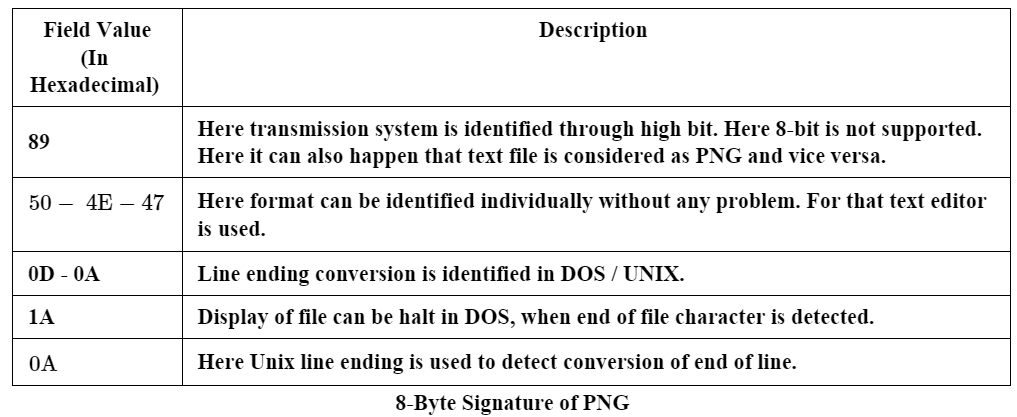 Field Value
(In
Hexadecimal)
Description
89
Here transmission system is identified through high bit. Here 8-bit is not supported.
Here it can also happen that text file is considered as PNG and vice versa.
50 – 4E – 47
Here format can be identified individually without any problem. For that text editor
is used.
0D - 0A
Line ending conversion is identified in DOS / UNIX.
1A
Display of file can be halt in DOS, when end of file character is detected.
0A
Here Unix line ending is used to detect conversion of end of line.
8-Byte Signature of PNG